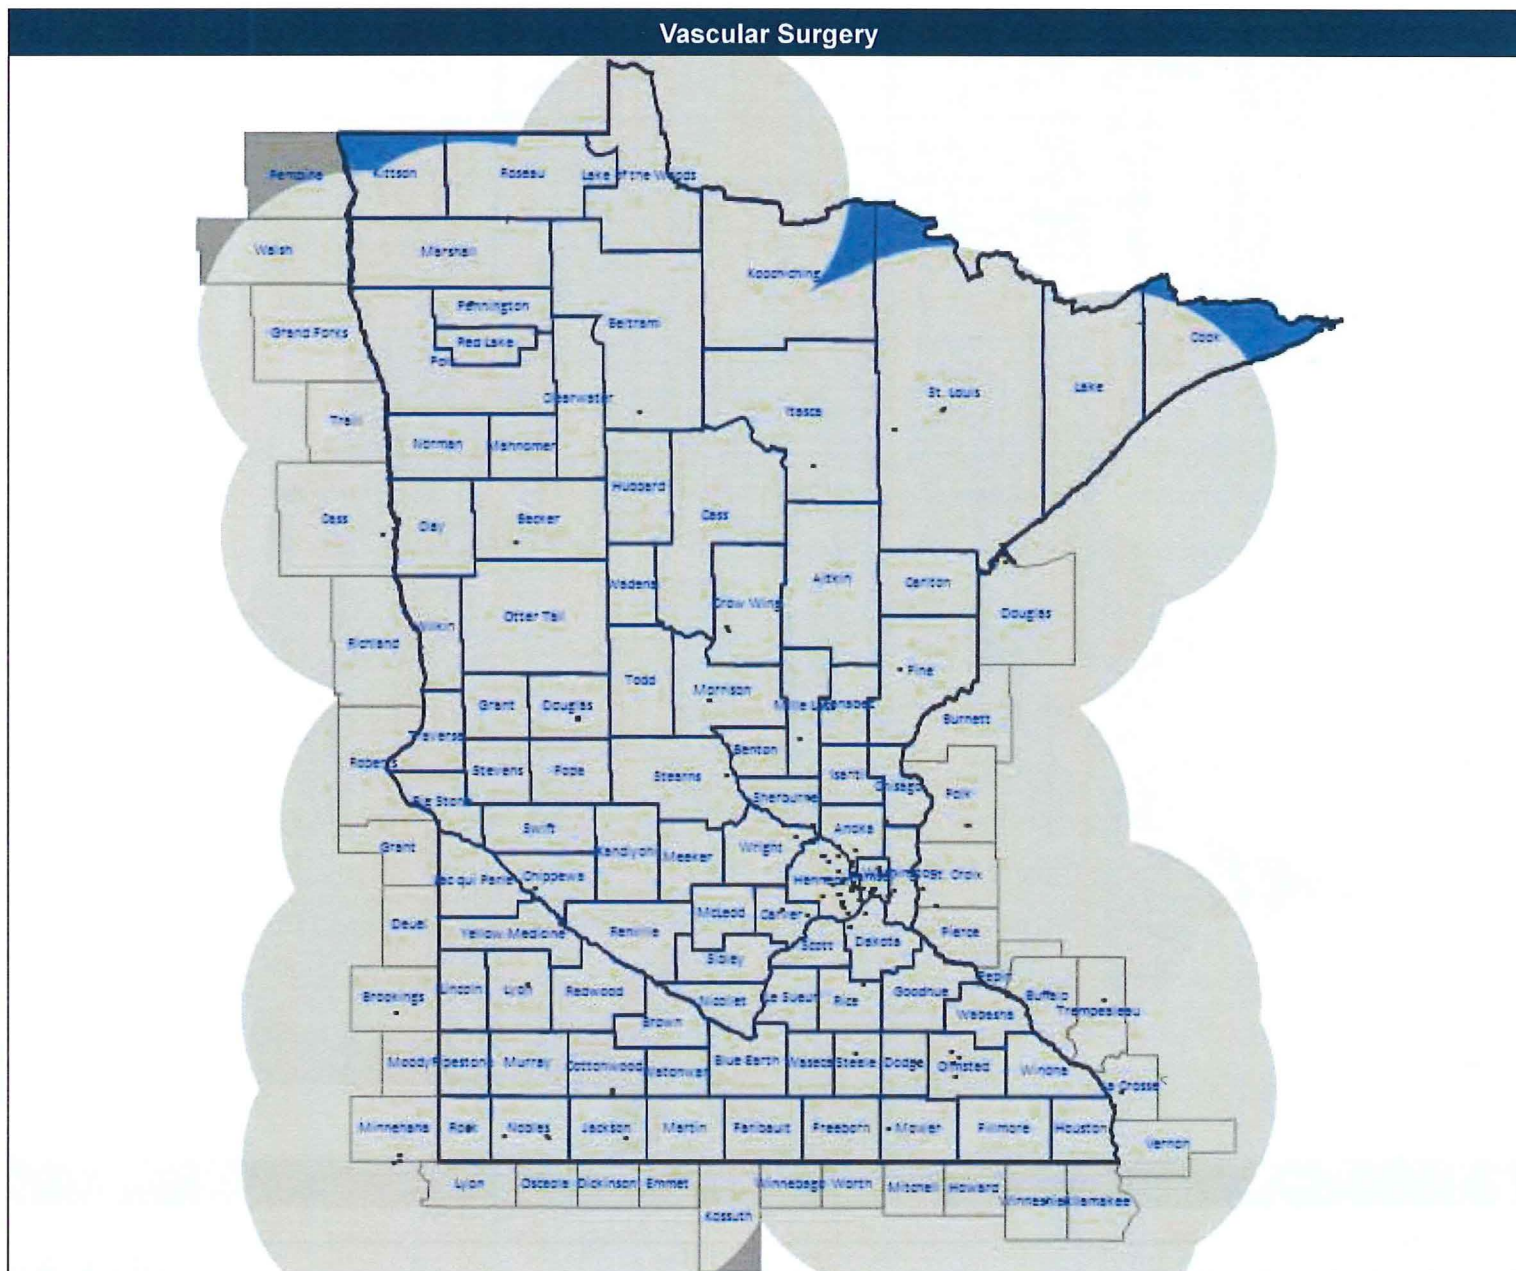 Vascular Surgery
Pembina
Kittson
Roseau
Lake of the Woods
Walsh
Marshall
Koochiching
Pennington
Grand Forks
Red Lake
Beltrami
Cook
Clearwater
Itasca
St. Louis
Lake
Traill
Norman
Mahnomen
Hubbard
Cass
Clay
Becker
Cass
Wadena
Crow Wing
Aitkin
Carlton
Douglas
Otter Tail
Wilkin
Richland
Todd
Morrison
Pine
Grant
Douglas
Burnett
Traverse
Roberts
Stevens
Pope
Stearns
Benton
Isanti
Chisago
Polk
Big Stone
Sherburne
Swift
Anoka
Grant
Kandiyohi
Meeker
Wright
Lac qui Parle
Chippewa
St. Croix
Deuel
McLeod
Carver
Yellow Medicine
Renville
Scott
Dakota
Pierce
Sibley
Brookings
Lincoln
Lyon
Redwood
Nicollet
Le Sueur
Rice
Goodhue
Pepin
Buffalo
Trempealeau
Wabasha
Brown
Moody
Pipestone
Murray
Cottonwood
Watonwan
Blue Earth
Waseca
Steele
Dodge
Olmsted
Winona
La Crosse
Minnehaha
Rock
Nobles
Jackson
Martin
Faribault
Freeborn
Mower
Fillmore
Houston
Vernon
Lyon
Osceola
Dickinson
Emmet
Kossuth
Winnebago
Worth
Mitchell
Howard
Winneshiek
Allamakee